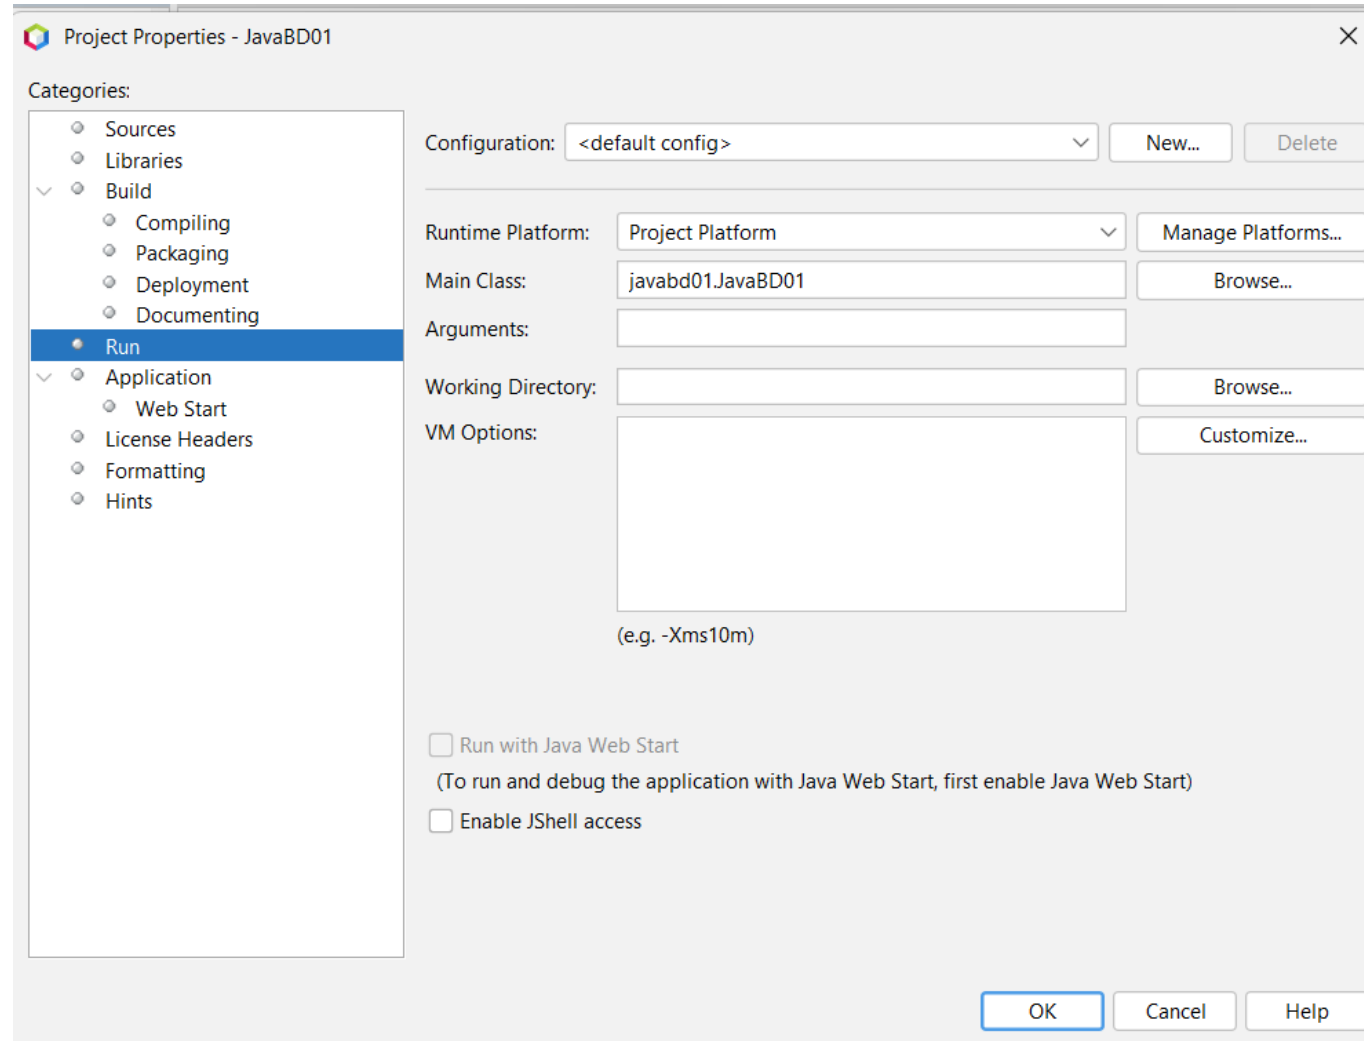 Project Properties - JavaBD01
Categories:
Sources
Libraries
Build
Compiling
Packaging
Deployment
Documenting
Run
Application
Web Start
License Headers
Formatting
Hints
Configuration: <default config> New... Delete
Runtime Platform: Project Platform Manage Platforms...
Main Class: javabd01.JavaBD01 Browse...
Arguments:
Working Directory: Browse...
VM Options: Customize...
(e.g. -Xms10m)
Run with Java Web Start
(To run and debug the application with Java Web Start, first enable Java Web Start)
Enable JShell access
OK Cancel Help